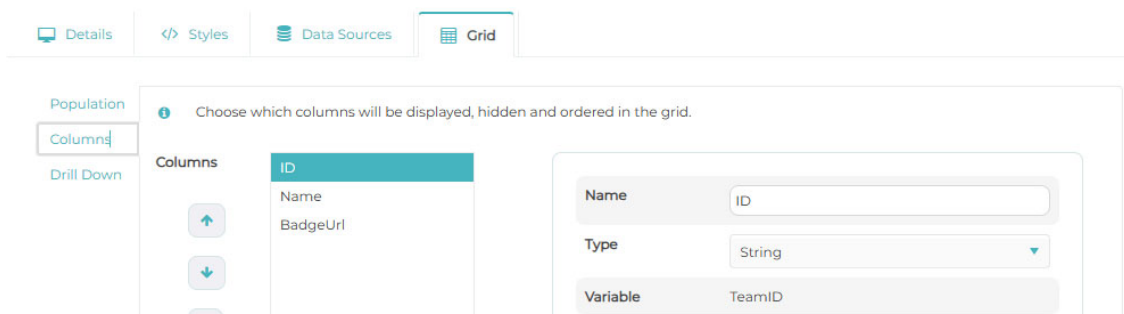 Details </> Styles Data Sources Grid
Population
Choose which columns will be displayed, hidden and ordered in the grid.
Columns
Drill Down
Columns
ID
Name
BadgeUrl
Name ID
Type String
Variable TeamID